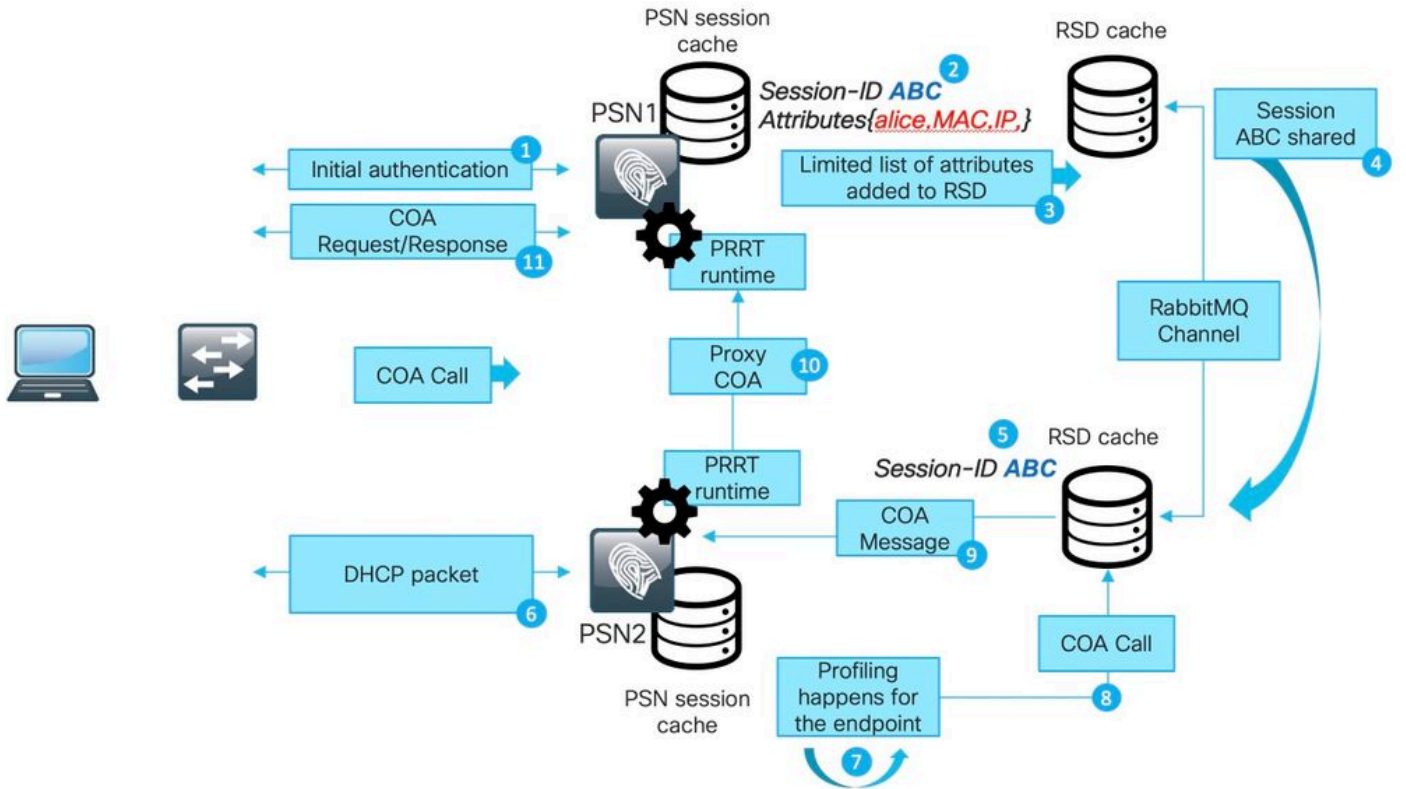 PSN session
cache
RSD cache
2
Session-ID ABC
PSN1
Attributes{alice,MAC,IP,}
Session
ABC shared
4
1
Initial authentication
Limited list of attributes
added to RSD
3
COA
Request/Response
11
PRRT
runtime
RabbitMQ
Channel
COA Call
Proxy
COA
10
5
RSD cache
Session-ID ABC
PRRT
runtime
COA
Message
9
DHCP packet
6
PSN2
COA Call
8
PSN session
cache
Profiling
happens for
the endpoint
7